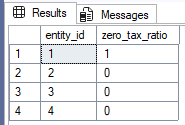 Results Messages
entity_id zero_tax_ratio
1 1 1
2 2 0
3 3 0
4 4 0